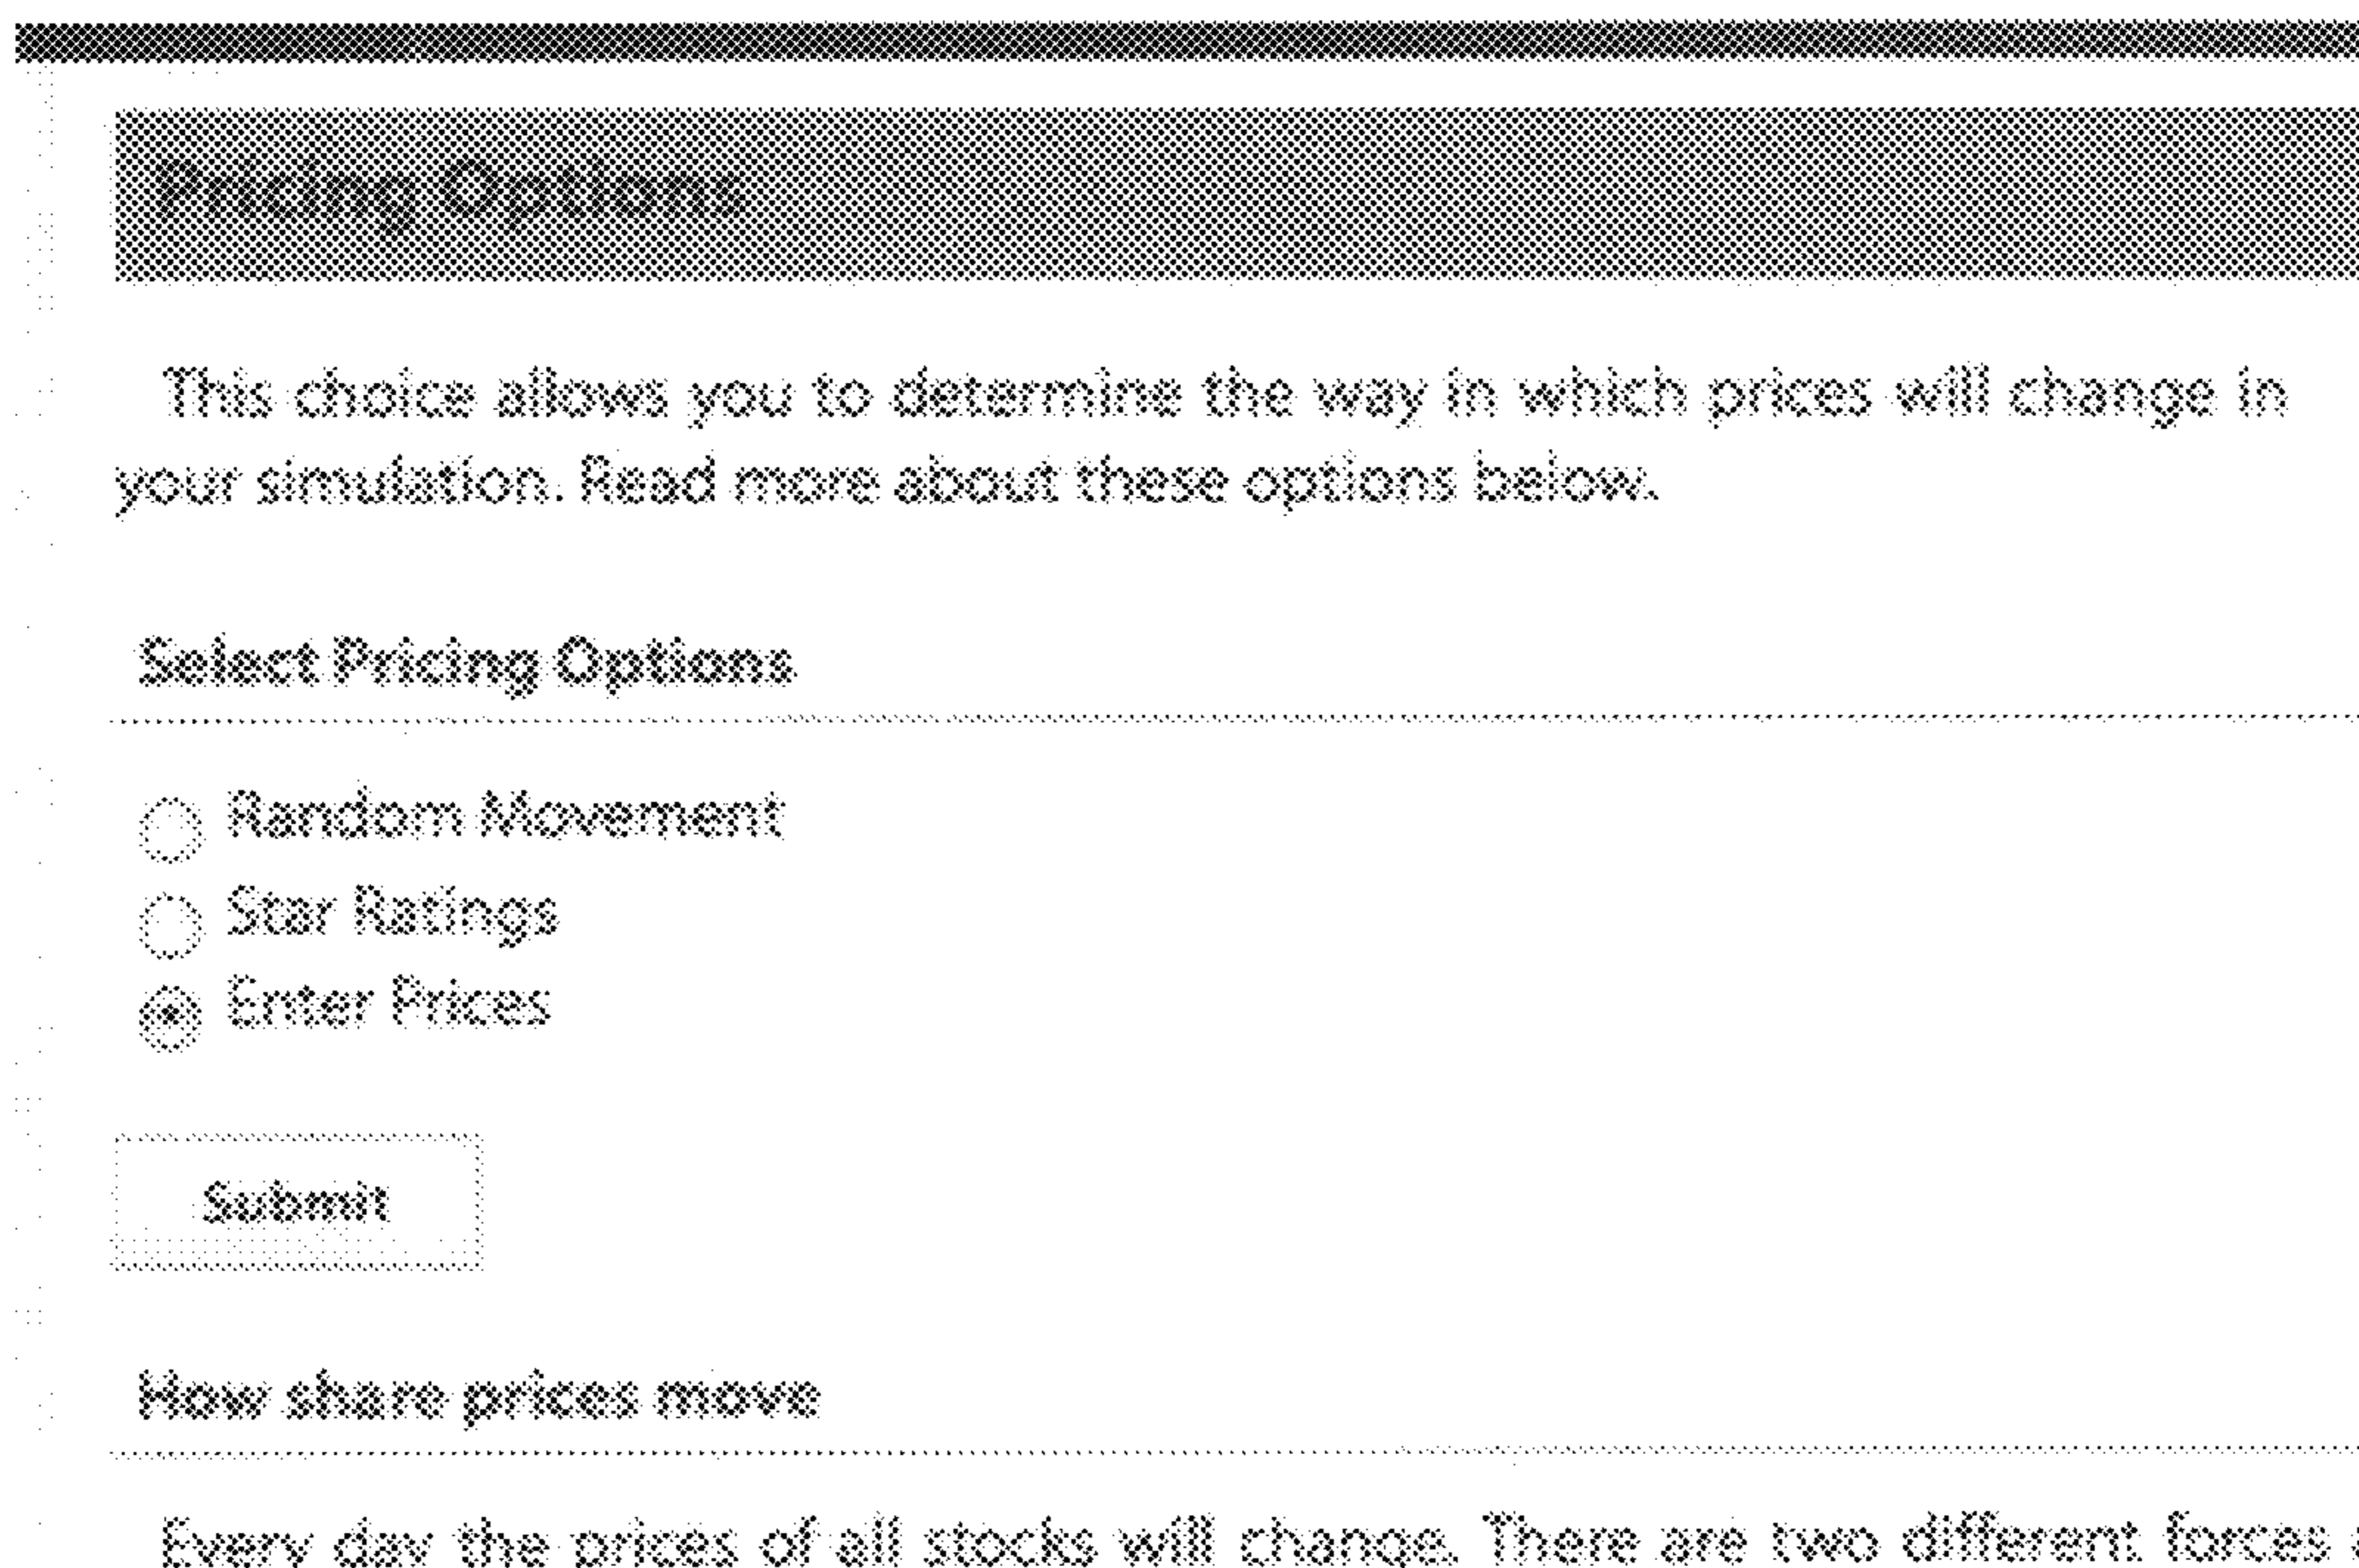 Pricing Options
This choice allows you to determine the way in which prices will change in
your simulation. Read more about these options below.
Select Pricing Options
Random Movement
Star Ratings
Enter Prices
Submit
How share prices move
Every day the prices of all stocks will change. There are two different forces